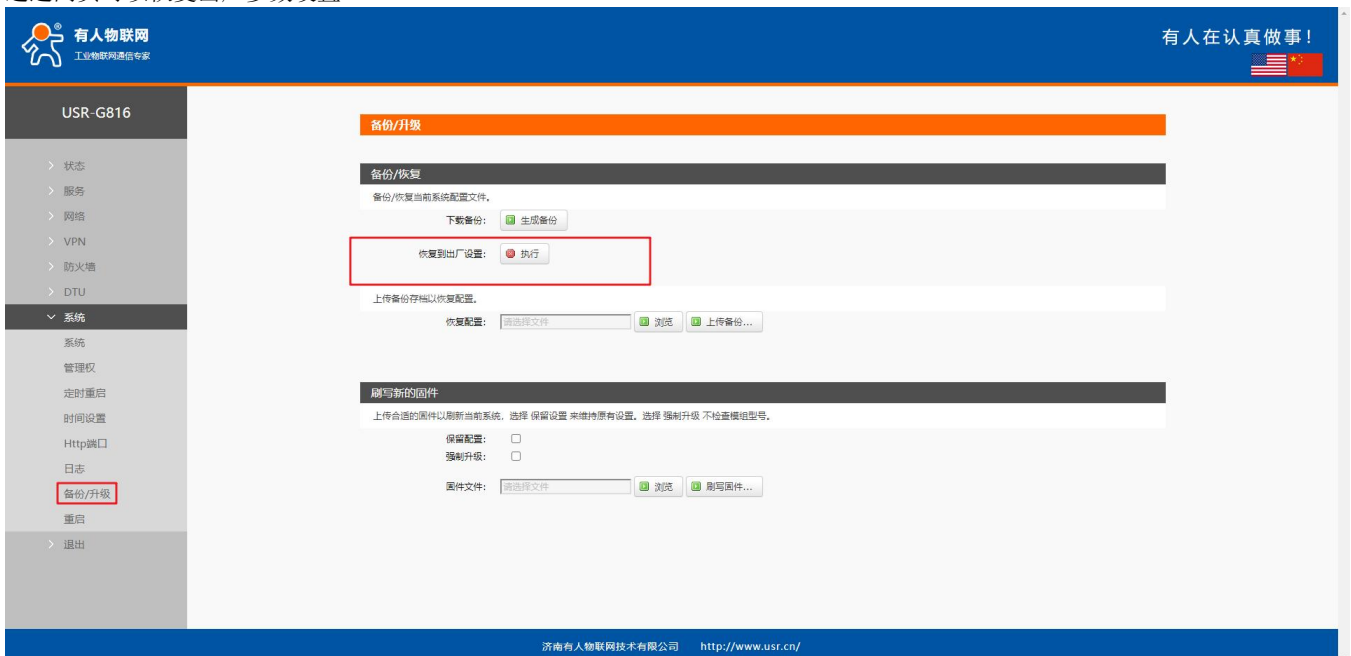 有人物联网
工业物联网通信专家
有人在认真做事！
USR-G816
状态
服务
网络
VPN
防火墙
DTU
系统
系统
管理权
定时重启
时间设置
Http端口
日志
备份/升级
重启
退出
备份/升级
备份/恢复
备份/恢复当前系统配置文件。
下载备份： 生成备份
恢复到出厂设置： 执行
上传备份存档以恢复配置。
恢复配置： 请选择文件 浏览 上传备份...
刷写新的固件
上传合适的固件以刷新当前系统，选择 保留设置 来维持原有设置。选择 强制升级 不检查模组型号。
保留配置：
强制升级：
固件文件： 请选择文件 浏览 刷写固件...
济南有人物联网技术有限公司 http://www.usr.cn/